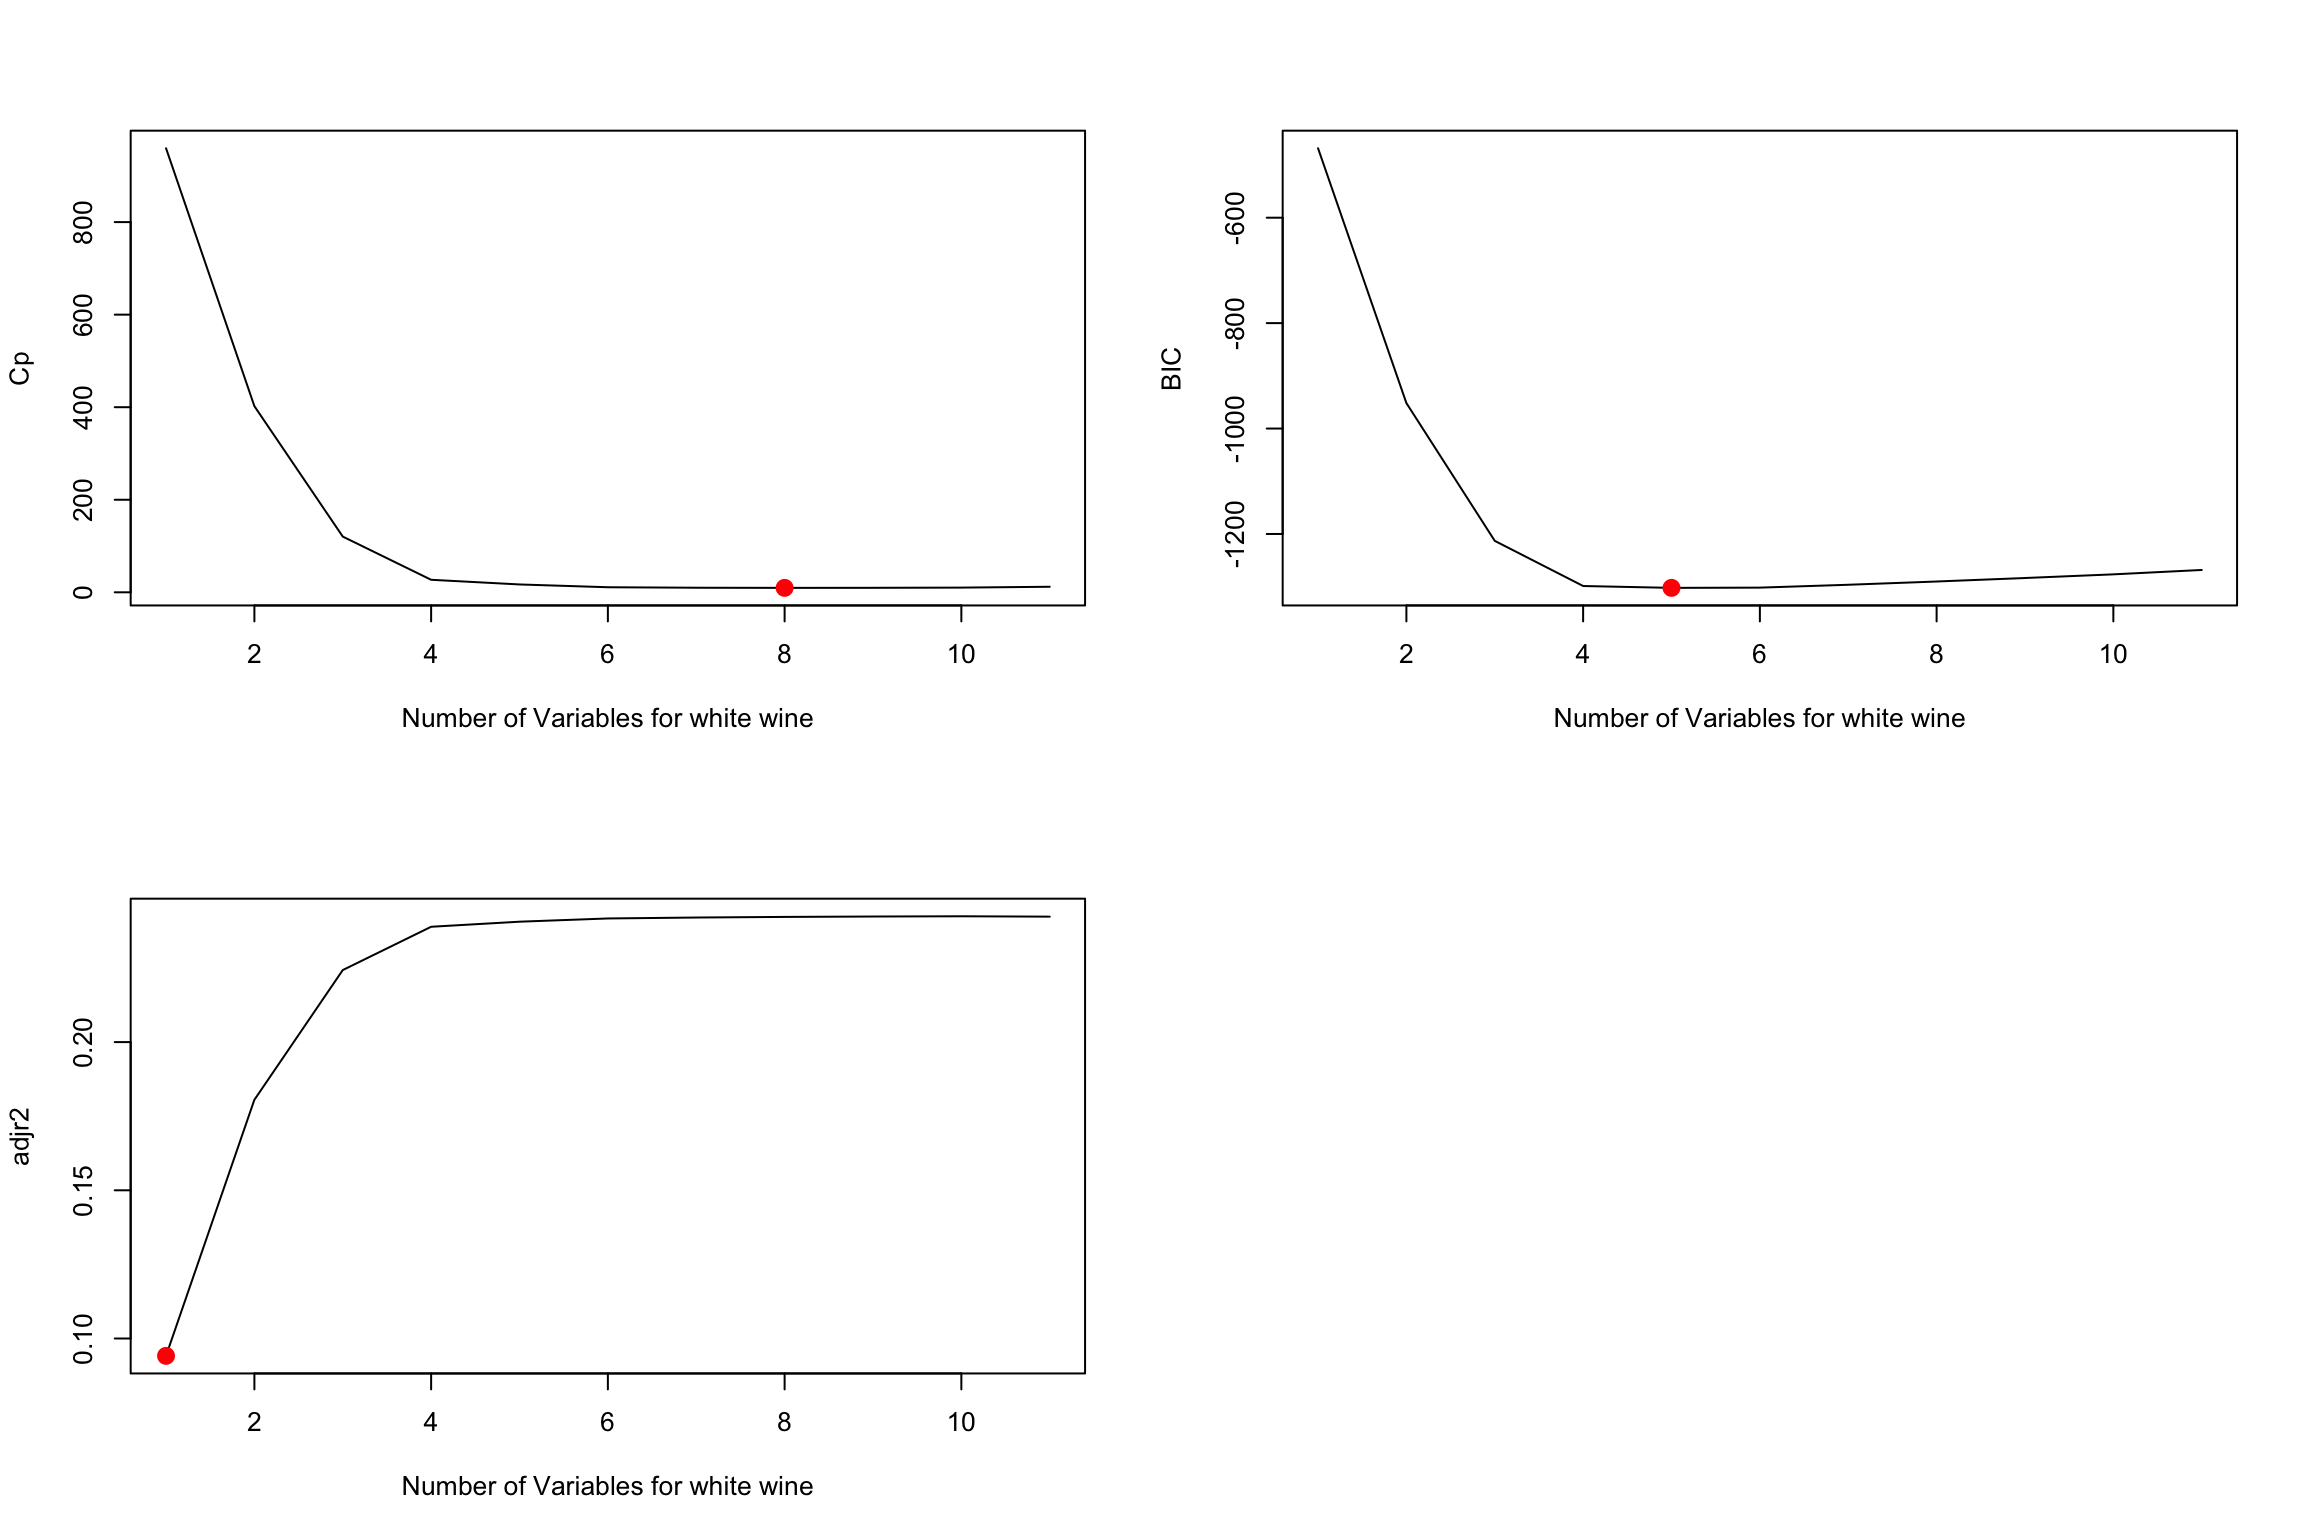 Cp
800
600
400
200
0
2 4 6 8 10
Number of Variables for white wine
BIC
-600
-800
-1000
-1200
2 4 6 8 10
Number of Variables for white wine
adjr2
0.20
0.15
0.10
2 4 6 8 10
Number of Variables for white wine